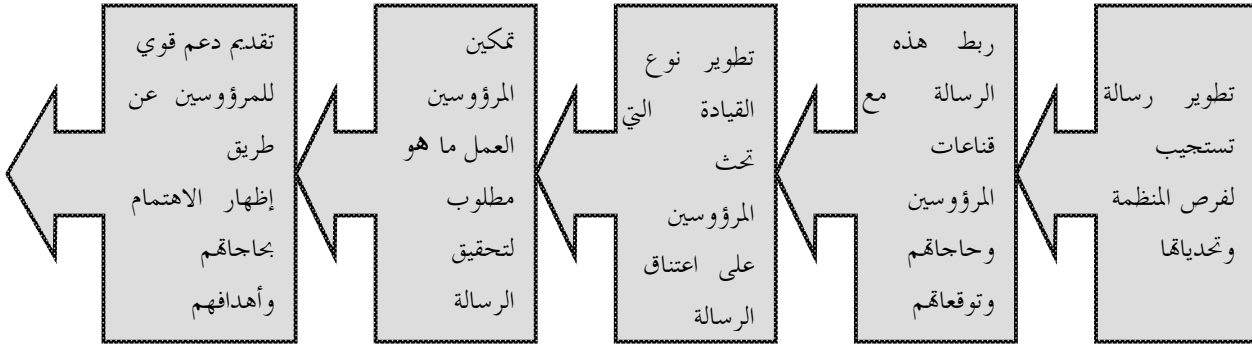 تطوير رسالة
تستجيب
لفرص المنظمة
وتحدياتها
ربط هذه
الرسالة مع
قناعات
المرؤوسين
وحاجاتهم
وتوقعاتهم
تطوير نوع
القيادة التي
تحث
المرؤوسين
على اعتناق
الرسالة
تمكين
المرؤوسين
العمل ما هو
مطلوب
لتحقيق
الرسالة
تقديم دعم قوي
للمرؤوسين عن
طريق
إظهار الاهتمام
بحاجاتهم
وأهدافهم